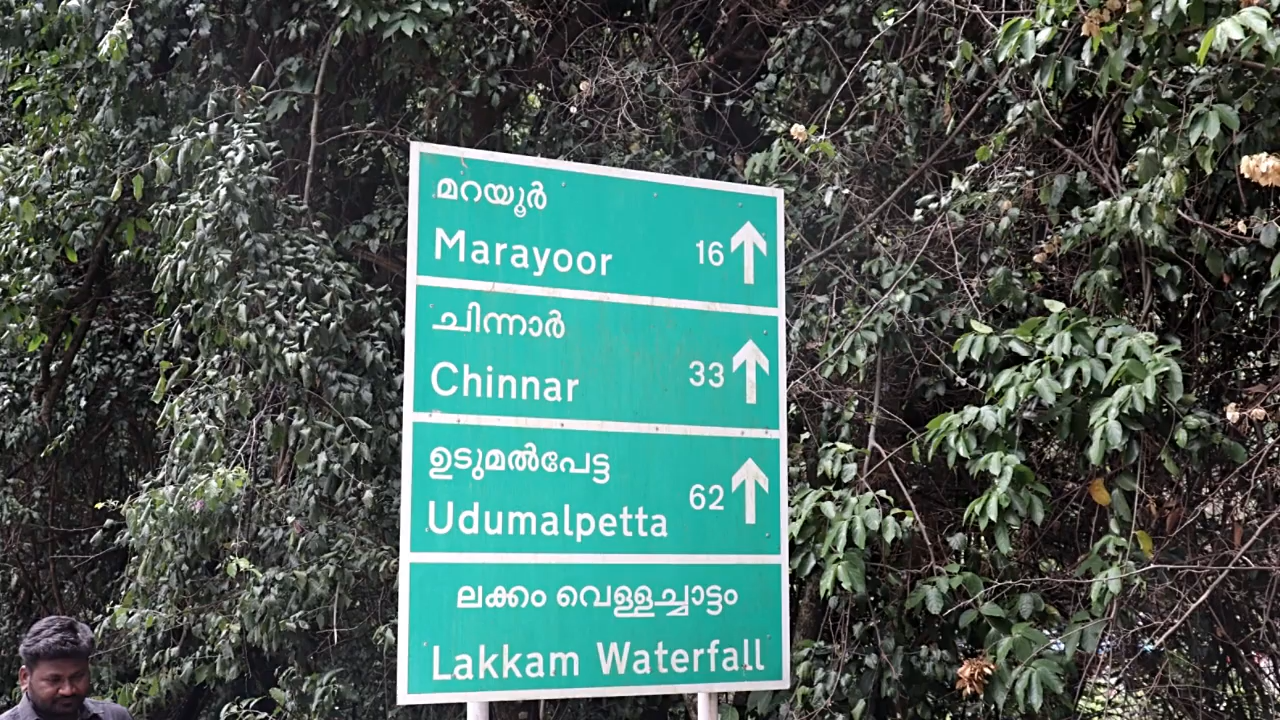 മറയൂർ
Marayoor 16
ചിന്നാർ
Chinnar 33
ഉടുമൽപേട്ട
Udumalpetta 62
ലക്കം വെള്ളച്ചാട്ടം
Lakkam Waterfall